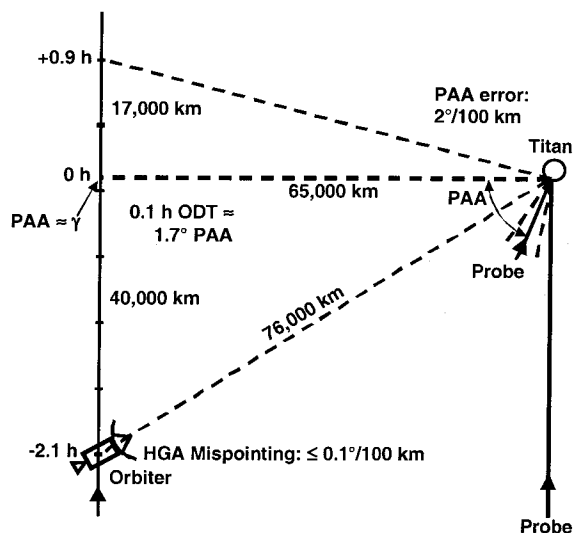 +0.9 h
17,000 km
PAA error:
2°/100 km
Titan
0 h
65,000 km
PAA
PAA ≈ γ
0.1 h ODT ≈
1.7° PAA
Probe
40,000 km
76,000 km
-2.1 h
HGA Mispointing: ≤ 0.1°/100 km
Orbiter
Probe